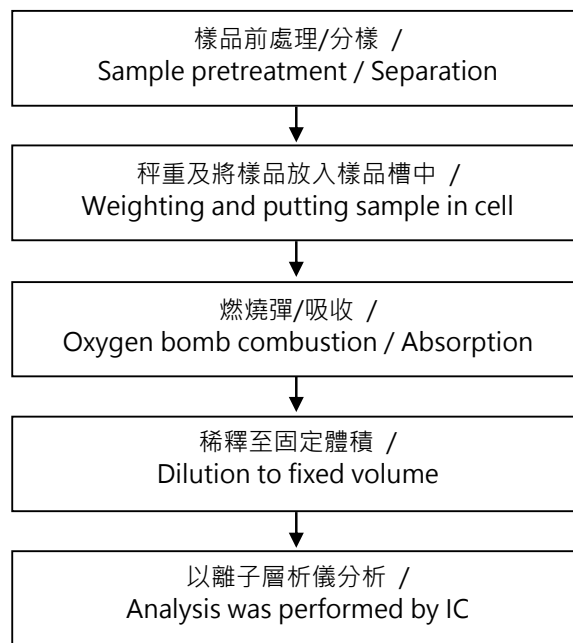 樣品前處理/分樣 /
Sample pretreatment / Separation
秤重及將樣品放入樣品槽中 /
Weighting and putting sample in cell
燃燒彈/吸收 /
Oxygen bomb combustion / Absorption
稀釋至固定體積 /
Dilution to fixed volume
以離子層析儀分析 /
Analysis was performed by IC